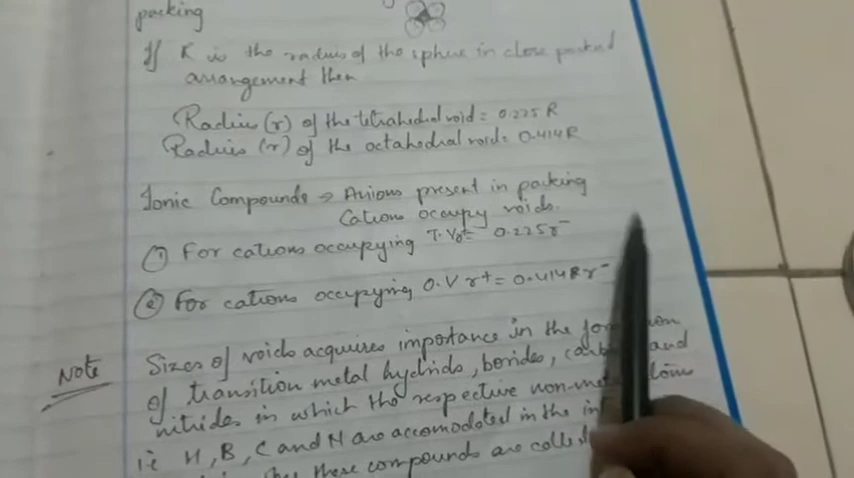 packing
If R is the radius of the sphere in close packed
arrangement then
Radius (r) of the tetrahedral void = 0.225 R
Radius (r) of the octahedral void = 0.414R
Ionic Compounds → Anions present in packing
Cations occupy voids.
① For cations occupying T.V r⁺= 0.225r⁻
② For cations occupying O.V r⁺= 0.414R r⁻
Note
Sizes of voids acquires importance in the
of transition metal hydrids, borides, and
nitrides in which the respective non-
i.e H, B, C and N are accomodated in the
these compounds are